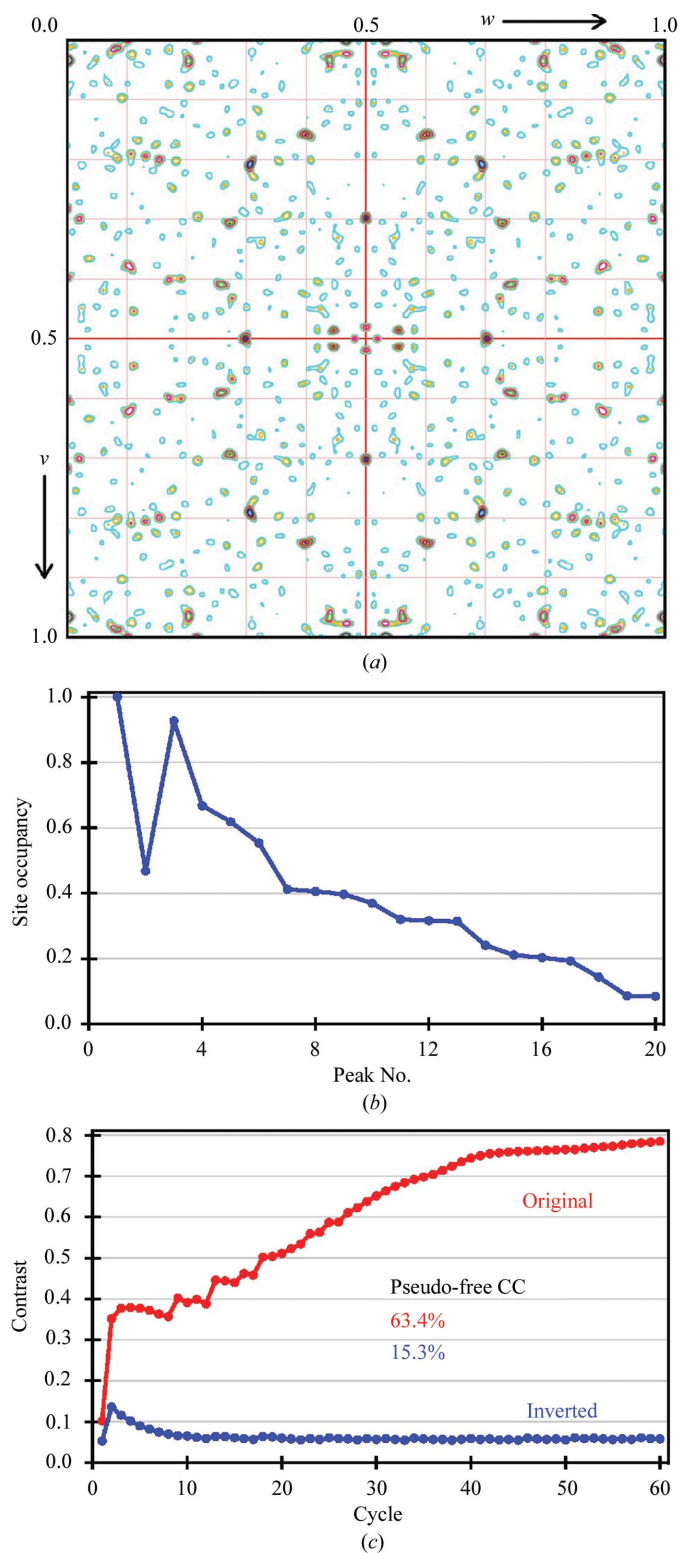 0.0 0.5 w 1.0
0.5
v
1.0
(a)
1.0
0.8
0.6
0.4
0.2
0.0
Site occupancy
0 4 8 12 16 20
Peak No.
(b)
0.8
0.7
0.6
0.5
0.4
0.3
0.2
0.1
0.0
Contrast
Original
Pseudo-free CC
63.4%
15.3%
Inverted
0 10 20 30 40 50 60
Cycle
(c)